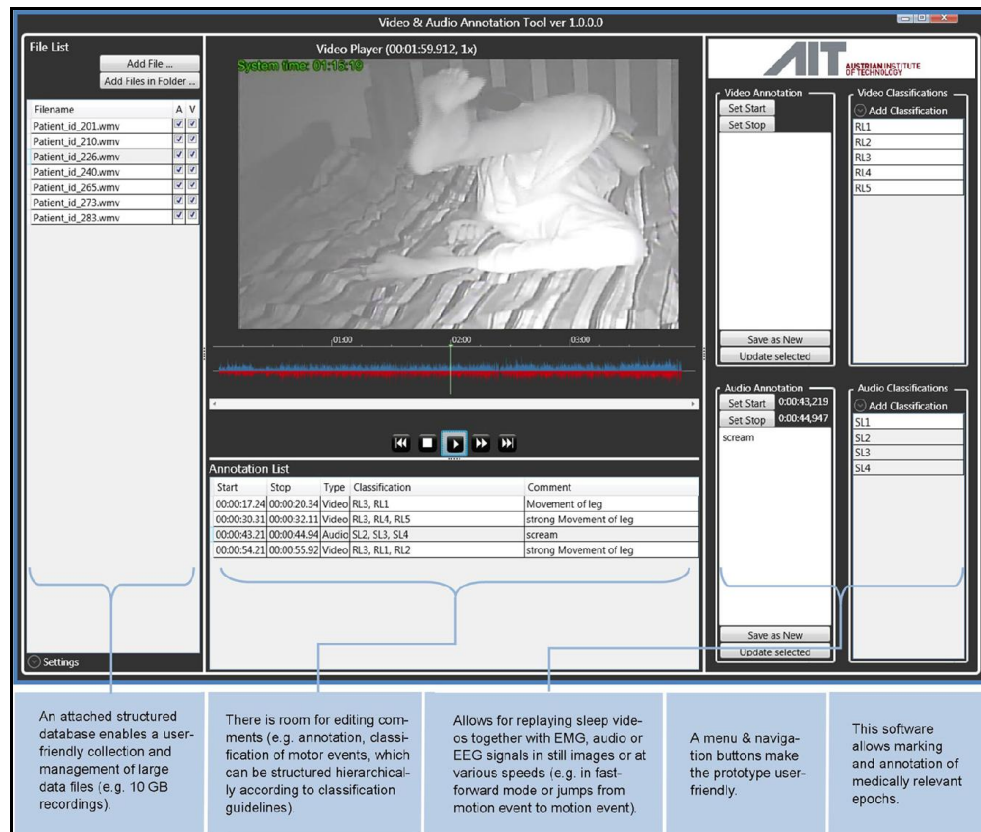 Video & Audio Annotation Tool ver 1.0.0.0
File List
Add File ...
Add Files in Folder ...
Filename A V
Patient_id_201.wmv
Patient_id_210.wmv
Patient_id_226.wmv
Patient_id_240.wmv
Patient_id_265.wmv
Patient_id_273.wmv
Patient_id_283.wmv
Settings
Video Player (00:01:59.912, 1x)
System time: 01:15:19
01:00 02:00 03:00
Annotation List
Start Stop Type Classification Comment
00:00:17.24 00:00:20.34 Video RL3, RL1 Movement of leg
00:00:30.31 00:00:32.11 Video RL3, RL4, RL5 strong Movement of leg
00:00:43.21 00:00:44.94 Audio SL2, SL3, SL4 scream
00:00:54.21 00:00:55.92 Video RL3, RL1, RL2 strong Movement of leg
AIT AUSTRIAN INSTITUTE
OF TECHNOLOGY
Video Annotation
Set Start
Set Stop
Save as New
Update selected
Video Classifications
Add Classification
RL1
RL2
RL3
RL4
RL5
Audio Annotation
Set Start 0:00:43,219
Set Stop 0:00:44,947
scream
Save as New
Update selected
Audio Classifications
Add Classification
SL1
SL2
SL3
SL4
An attached structured
database enables a user-
friendly collection and
management of large
data files (e.g. 10 GB
recordings).
There is room for editing com-
ments (e.g. annotation, classi-
fication of motor events, which
can be structured hierarchical-
ly according to classification
guidelines).
Allows for replaying sleep vide-
os together with EMG, audio or
EEG signals in still images or at
various speeds (e.g. in fast-
forward mode or jumps from
motion event to motion event).
A menu & naviga-
tion buttons make
the prototype user-
friendly.
This software
allows marking
and annotation of
medically relevant
epochs.